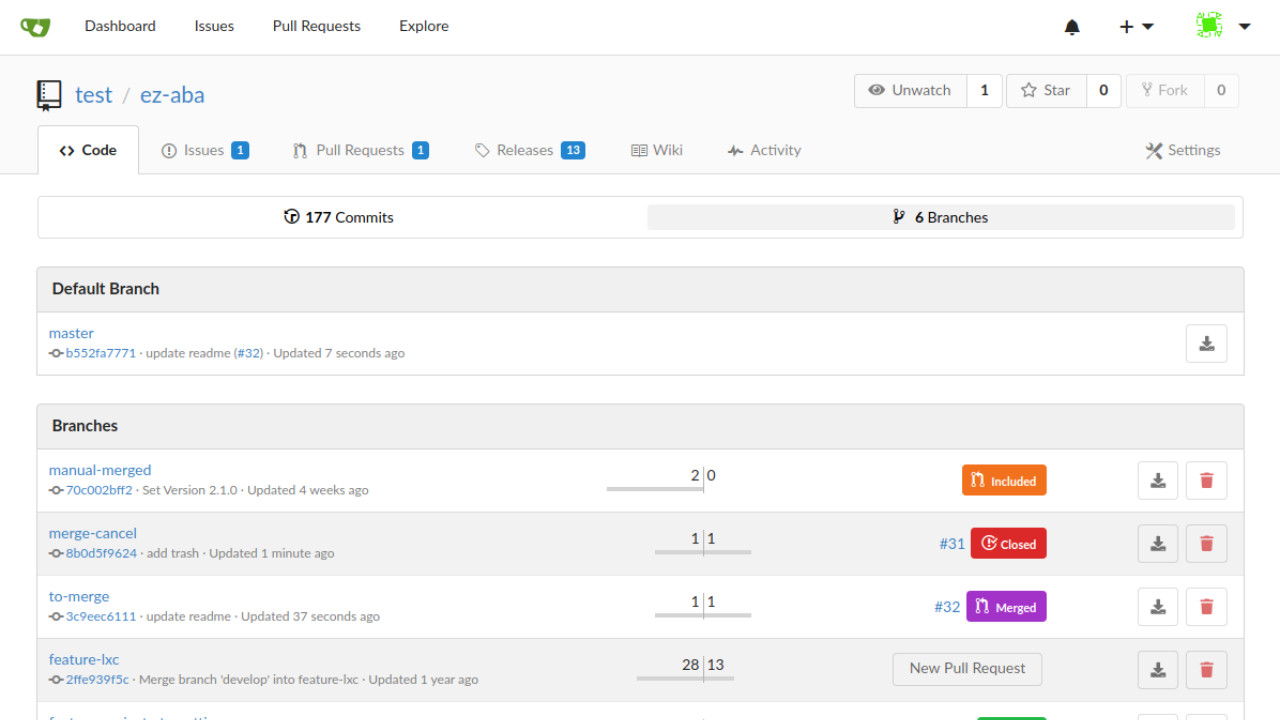 Dashboard Issues Pull Requests Explore
test / ez-aba Unwatch 1 Star 0 Fork 0
Code Issues 1 Pull Requests 1 Releases 13 Wiki Activity Settings
177 Commits 6 Branches
Default Branch
master
b552fa7771 · update readme (#32) · Updated 7 seconds ago
Branches
manual-merged
70c002bff2 · Set Version 2.1.0 · Updated 4 weeks ago
2 0 Included
merge-cancel
8b0d5f9624 · add trash · Updated 1 minute ago
1 1 #31 Closed
to-merge
3c9eec6111 · update readme · Updated 37 seconds ago
1 1 #32 Merged
feature-lxc
2ffe939f5c · Merge branch 'develop' into feature-lxc · Updated 1 year ago
28 13 New Pull Request